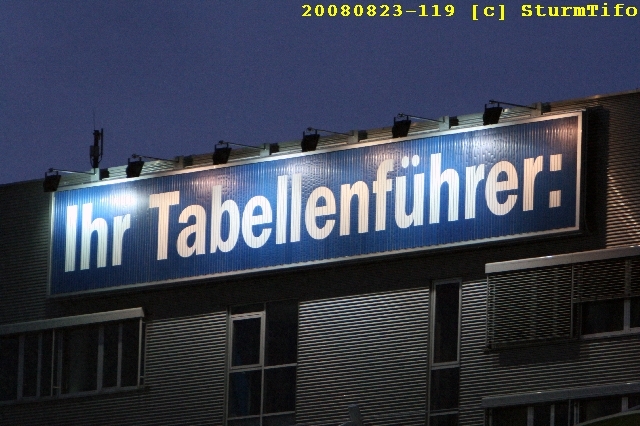 20080823-119 [c] SturmTifo
Ihr Tabellenführer: